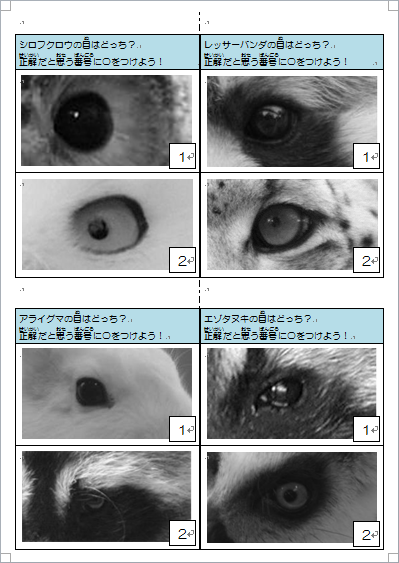 シロフクロウの目はどっち？
正解だと思う番号に〇をつけよう！
1
2
レッサーパンダの目はどっち？
正解だと思う番号に〇をつけよう！
1
2
アライグマの目はどっち？
正解だと思う番号に〇をつけよう！
1
2
エゾタヌキの目はどっち？
正解だと思う番号に〇をつけよう！
1
2